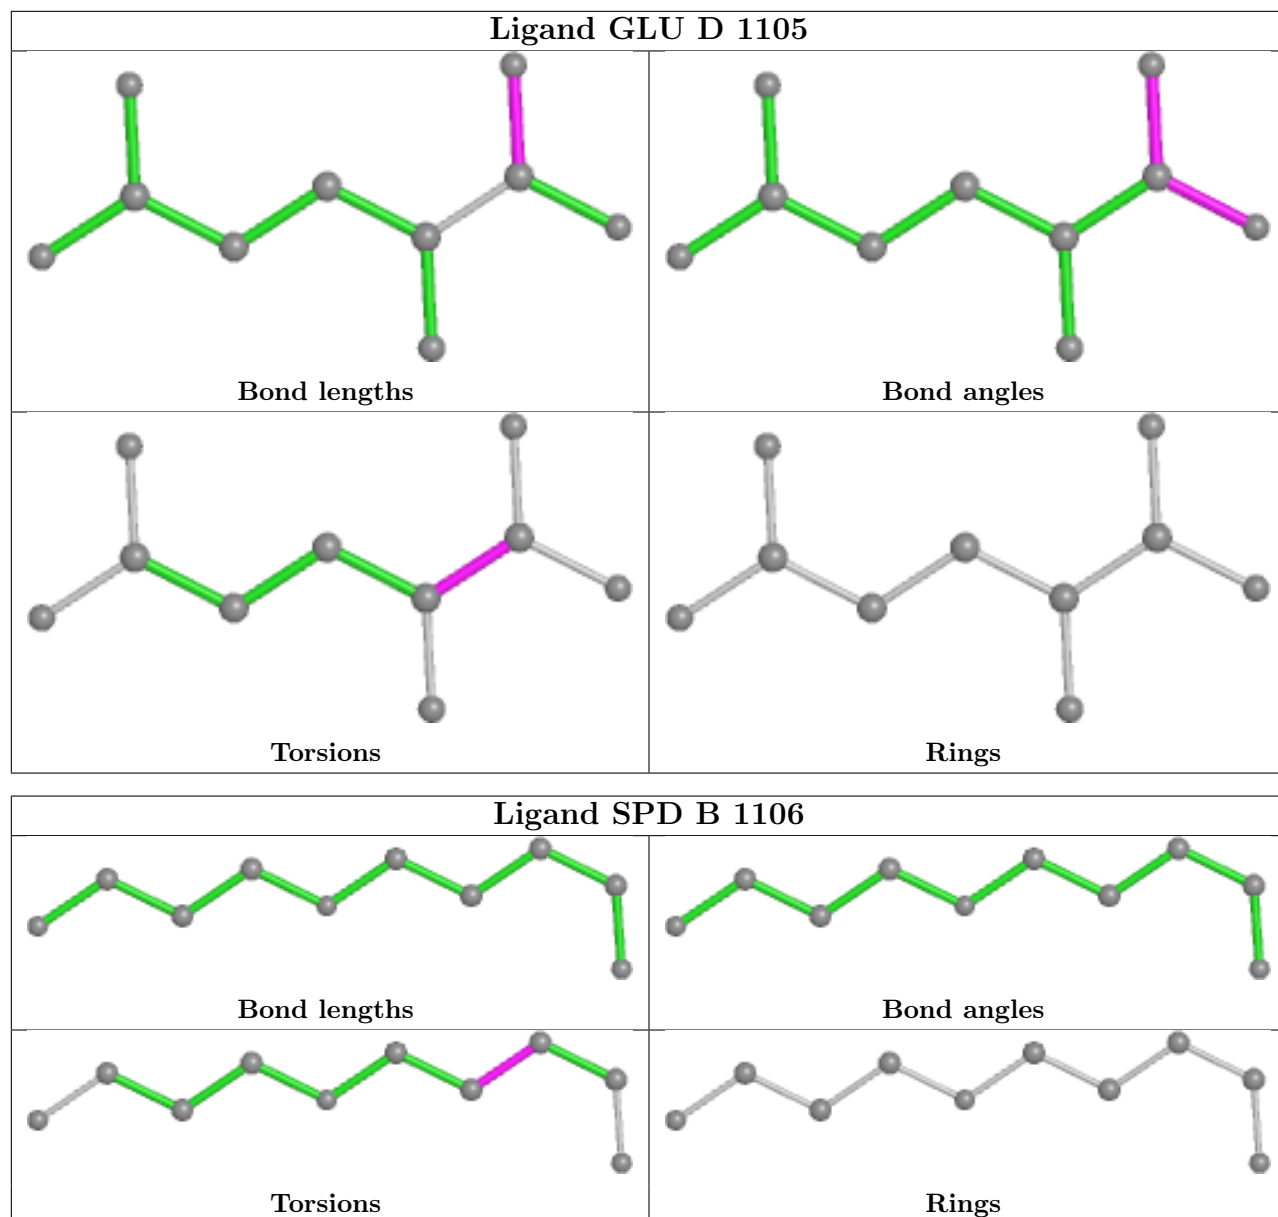 Ligand GLU D 1105
Bond lengths
Bond angles
Torsions
Rings
Ligand SPD B 1106
Bond lengths
Bond angles
Torsions
Rings